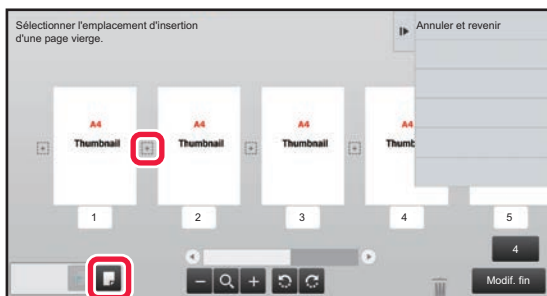 Sélectionner l'emplacement d'insertion
d'une page vierge.
Annuler et revenir
A4
Thumbnail
A4
Thumbnail
A4
Thumbnail
A4
1
2
3
4
5
4
Modif. fin